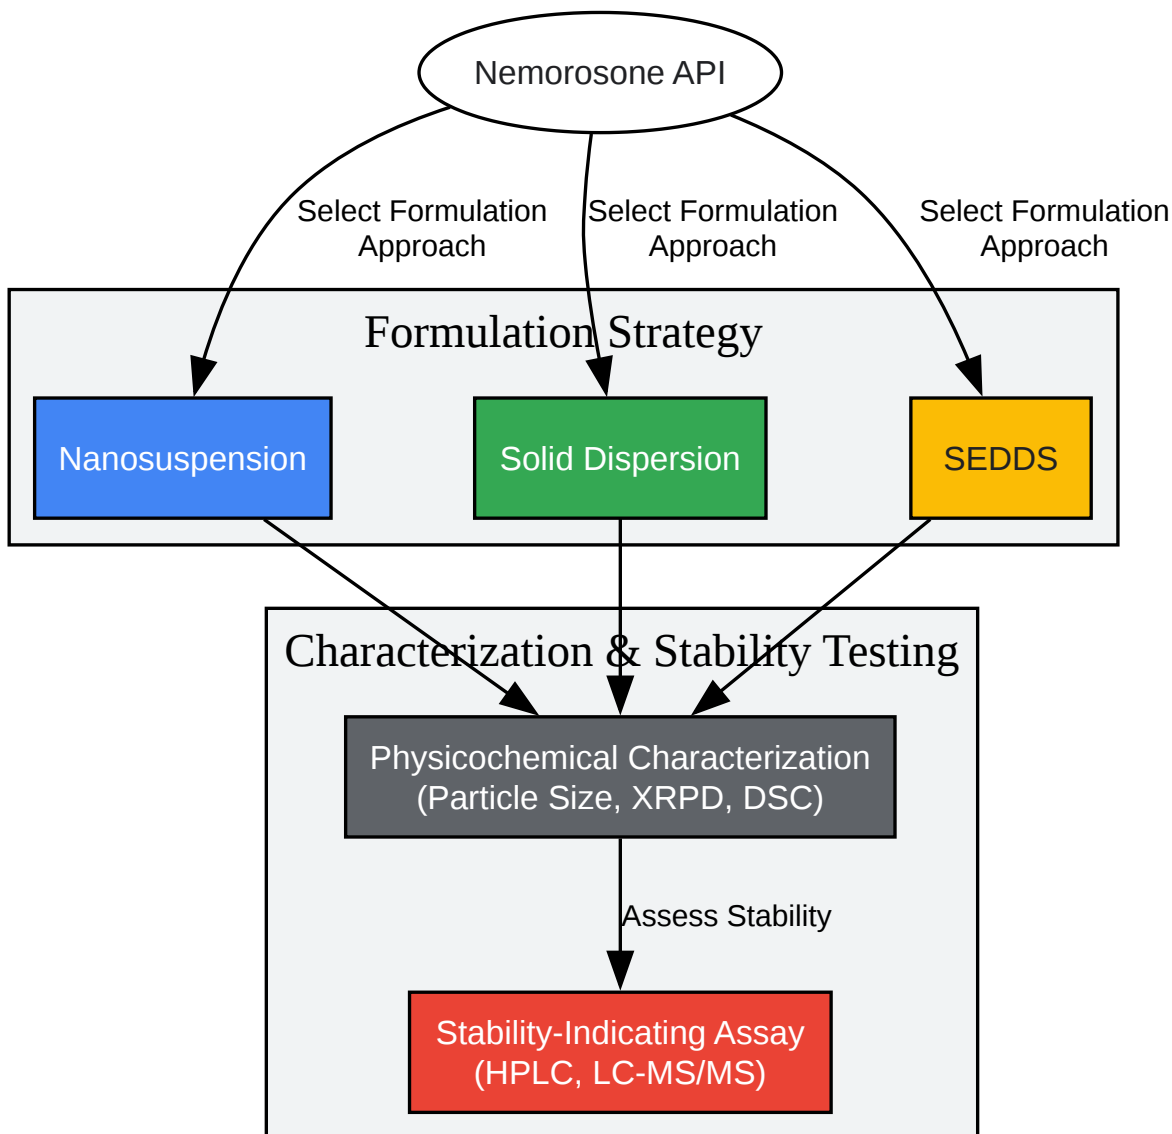 Nemorosone API
Select Formulation
Approach
Select Formulation
Approach
Select Formulation
Approach
Formulation Strategy
Nanosuspension
Solid Dispersion
SEDDS
Characterization & Stability Testing
Physicochemical Characterization
(Particle Size, XRPD, DSC)
Assess Stability
Stability-Indicating Assay
(HPLC, LC-MS/MS)